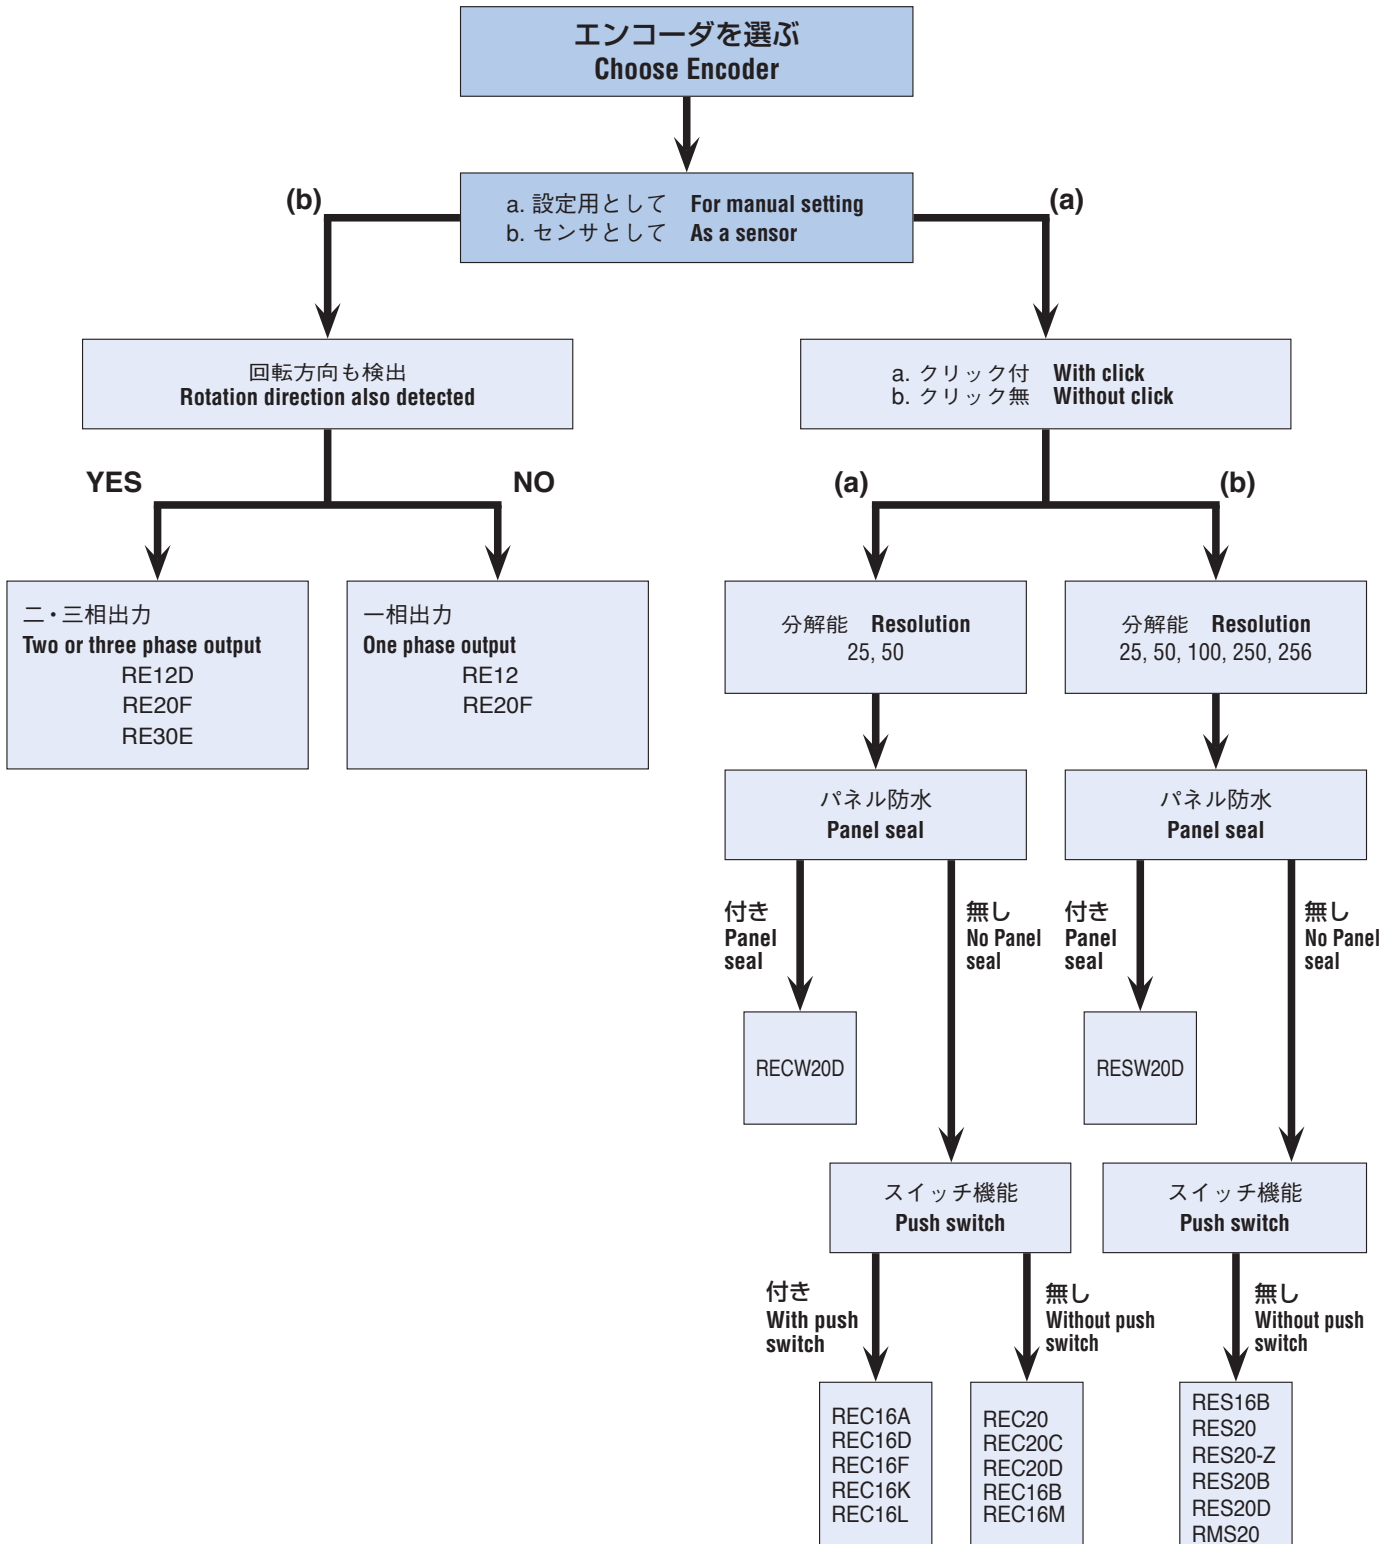 エンコーダを選ぶ
Choose Encoder
(b)
(a)
a. 設定用として For manual setting
b. センサとして As a sensor
回転方向も検出
Rotation direction also detected
a. クリック付 With click
b. クリック無 Without click
YES
NO
(a)
(b)
二・三相出力
Two or three phase output
RE12D
RE20F
RE30E
一相出力
One phase output
RE12
RE20F
分解能 Resolution
25, 50
分解能 Resolution
25, 50, 100, 250, 256
パネル防水
Panel seal
パネル防水
Panel seal
付き
Panel
seal
無し
No Panel
seal
付き
Panel
seal
無し
No Panel
seal
RECW20D
RESW20D
スイッチ機能
Push switch
スイッチ機能
Push switch
付き
With push
switch
無し
Without push
switch
無し
Without push
switch
REC16A
REC16D
REC16F
REC16K
REC16L
REC20
REC20C
REC20D
REC16B
REC16M
RES16B
RES20
RES20-Z
RES20B
RES20D
RMS20